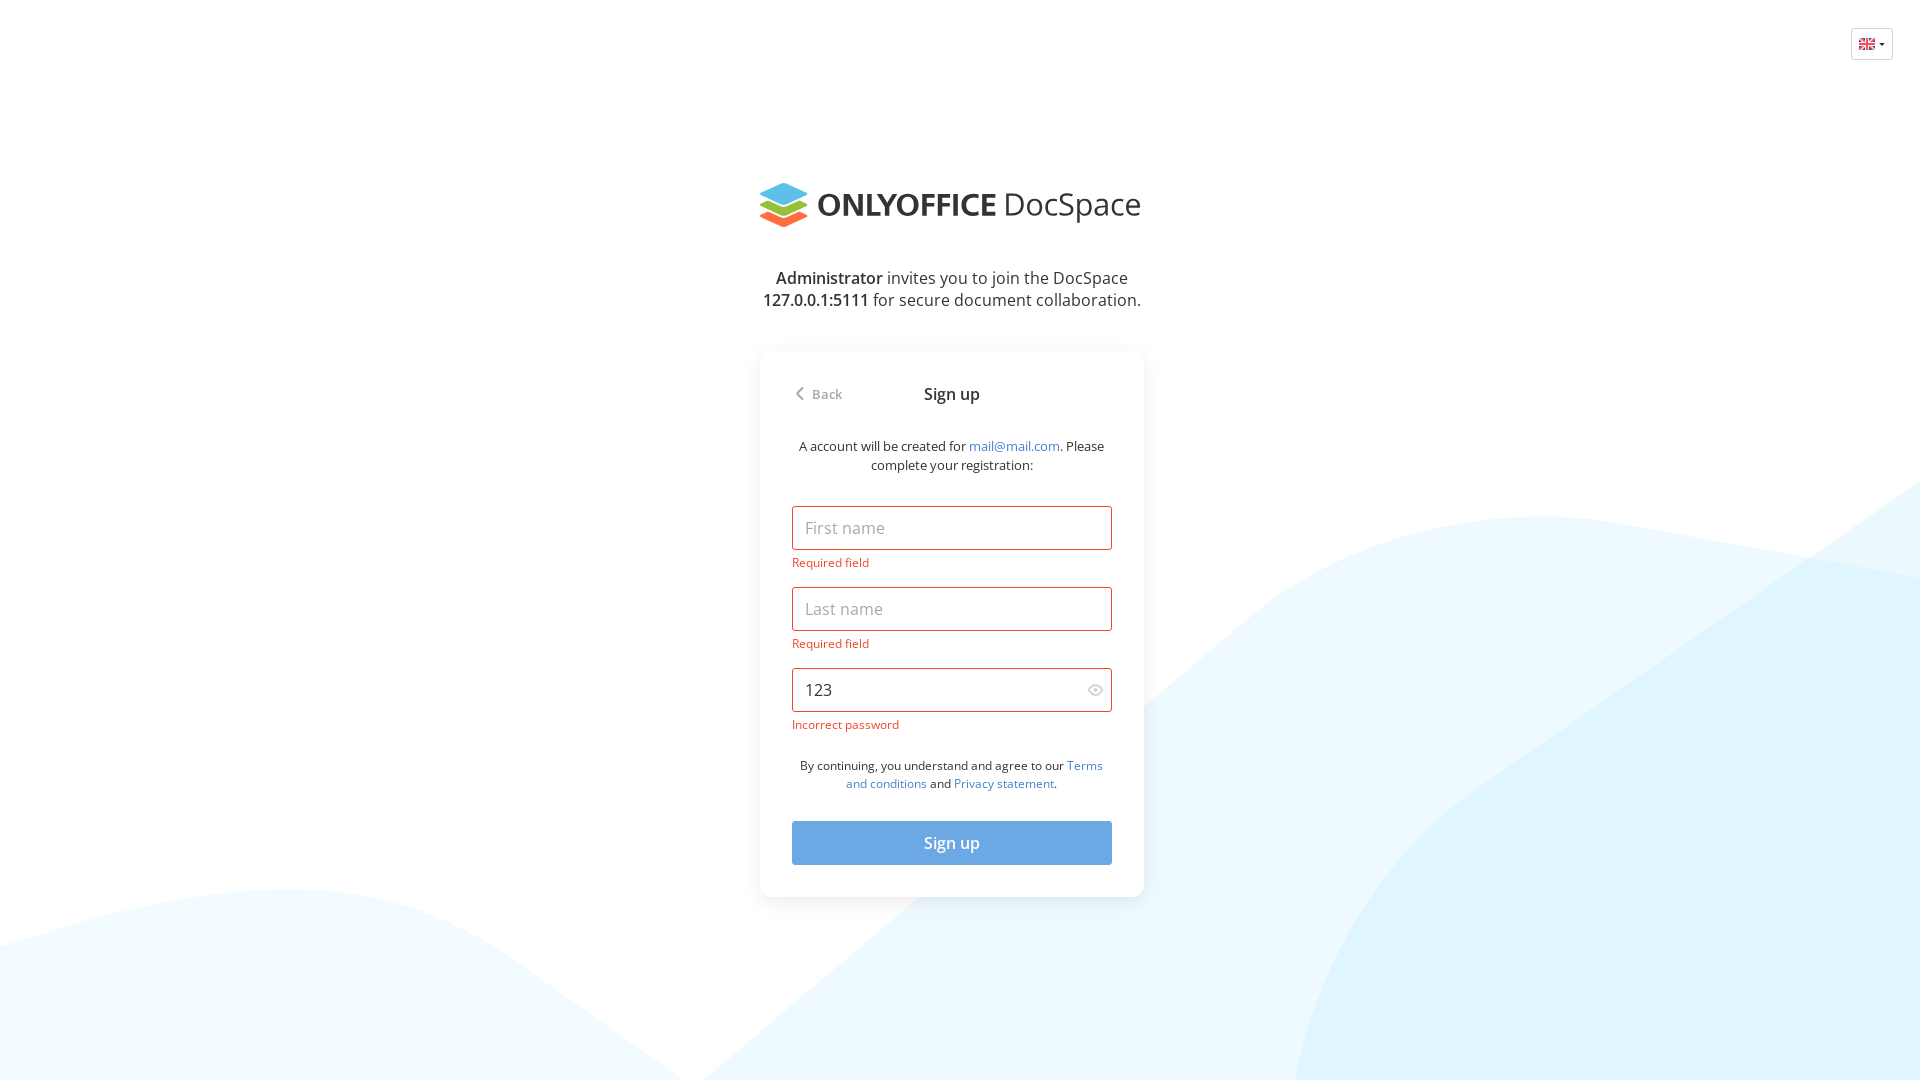 ONLYOFFICE DocSpace
Administrator invites you to join the DocSpace
127.0.0.1:5111 for secure document collaboration.
Back
Sign up
A account will be created for mail@mail.com. Please
complete your registration:
First name
Required field
Last name
Required field
123
Incorrect password
By continuing, you understand and agree to our Terms
and conditions and Privacy statement.
Sign up